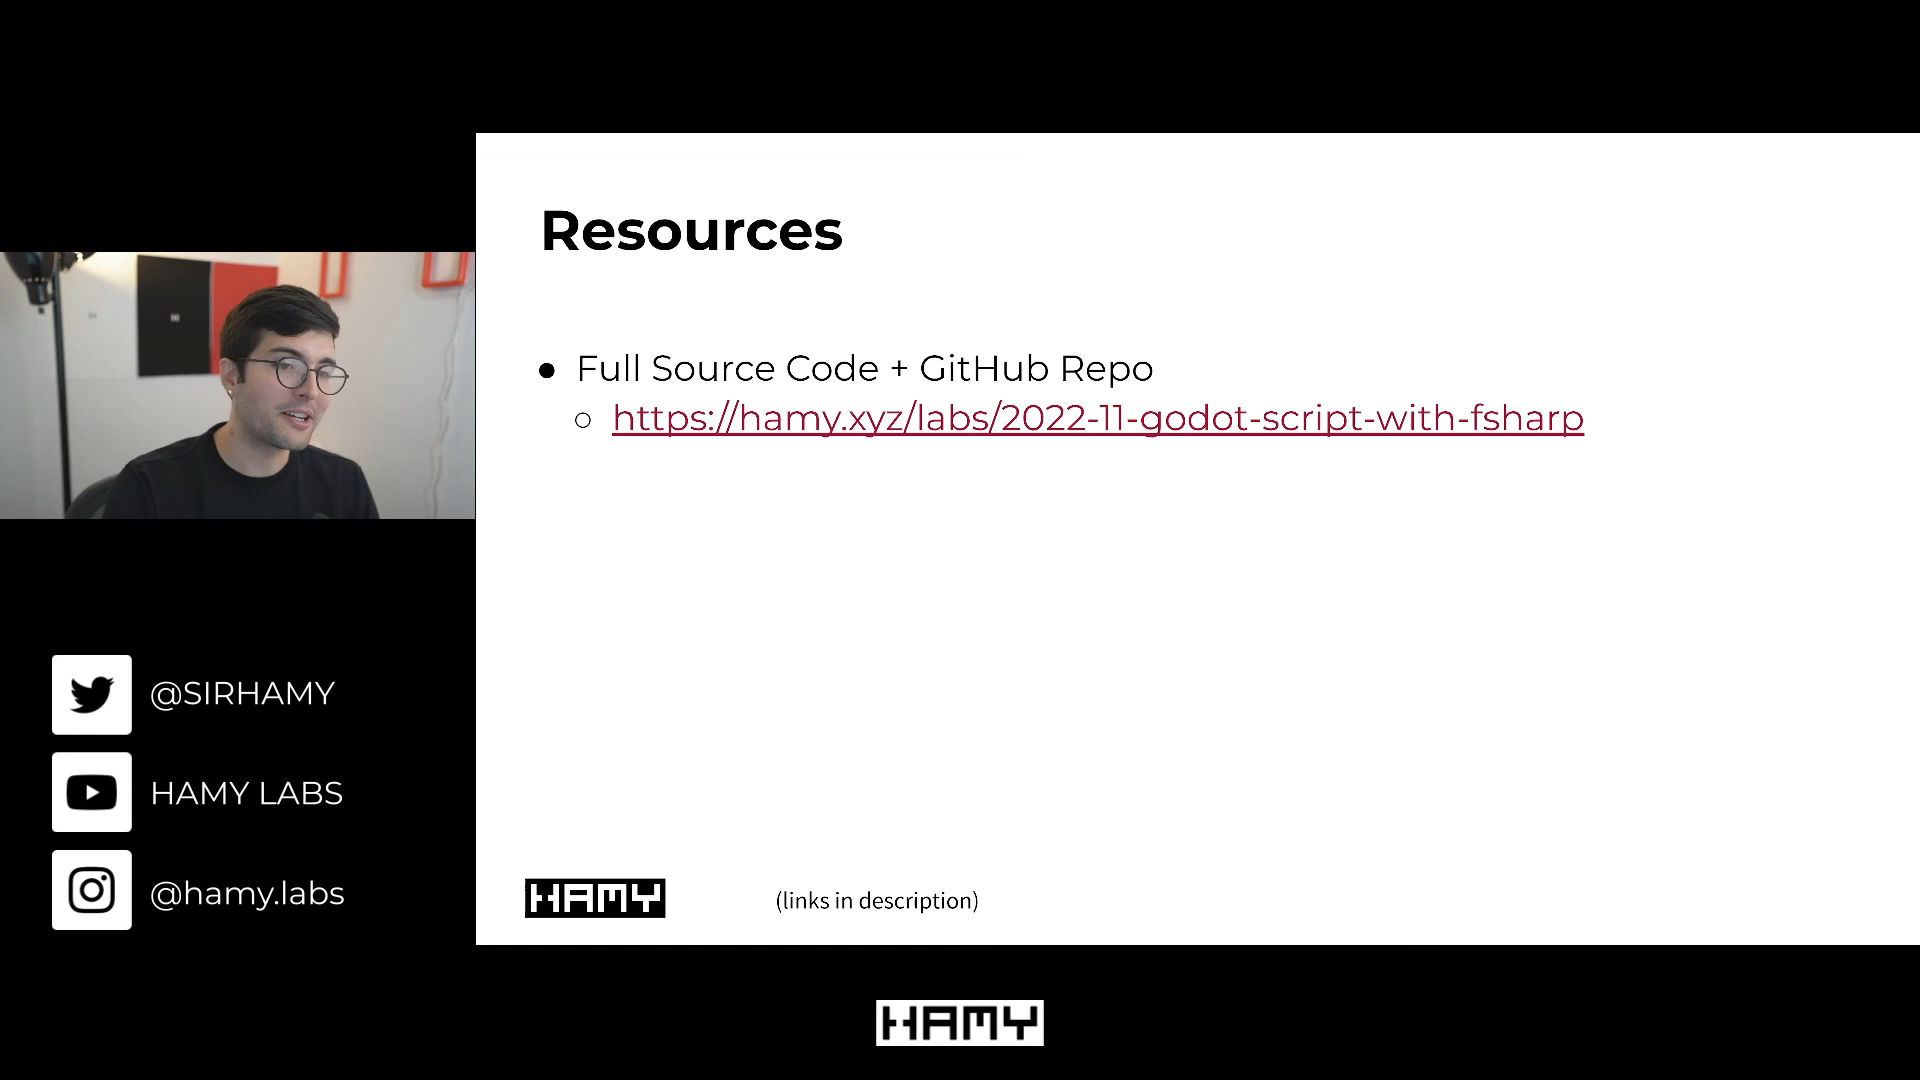 Resources
● Full Source Code + GitHub Repo
○ https://hamy.xyz/labs/2022-11-godot-script-with-fsharp
@SIRHAMY
HAMY LABS
@hamy.labs
HAMY
(links in description)
HAMY